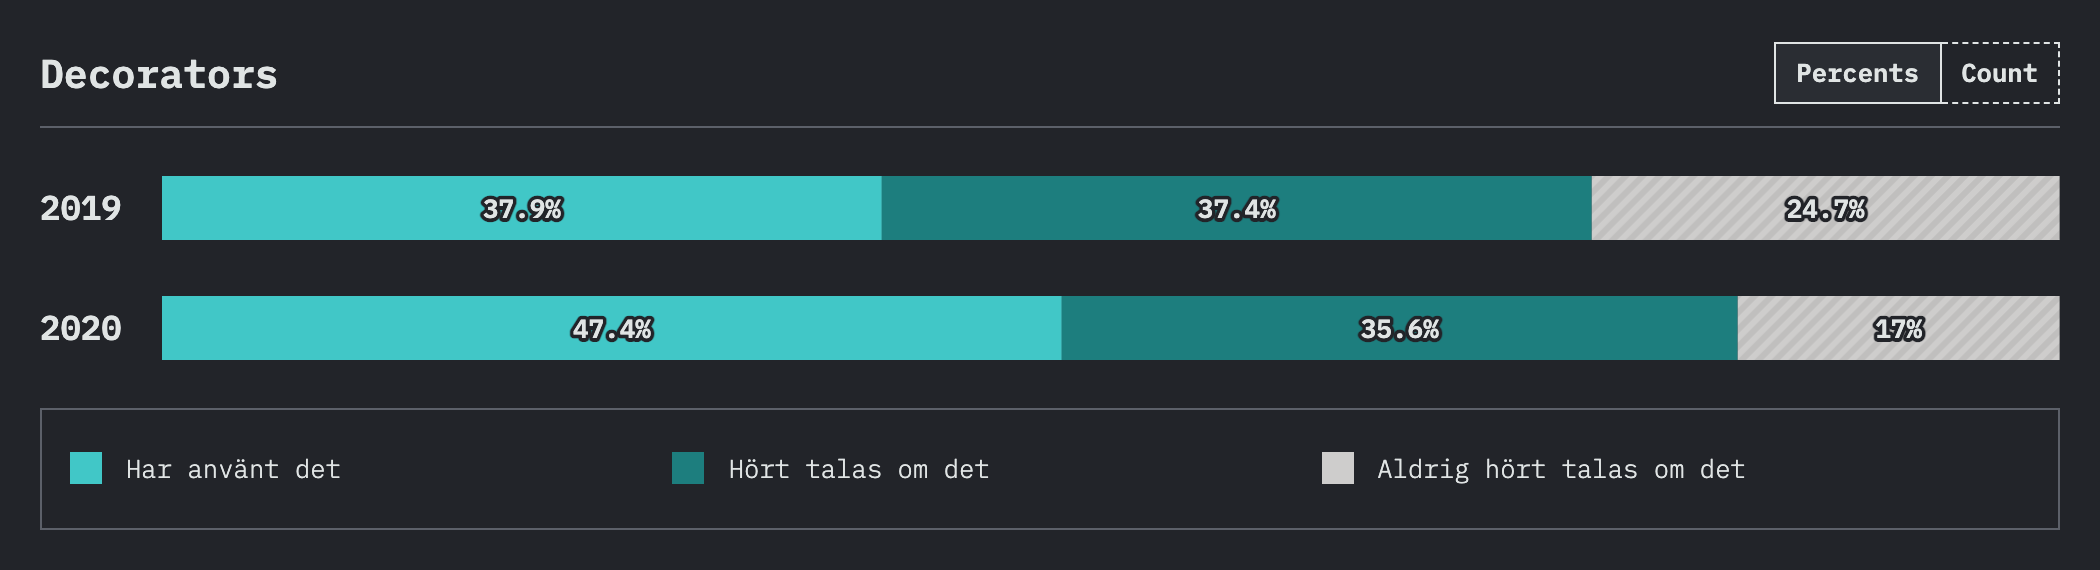 Decorators
Percents Count
2019 37.9% 37.4% 24.7%
2020 47.4% 35.6% 17%
Har använt det Hört talas om det Aldrig hört talas om det